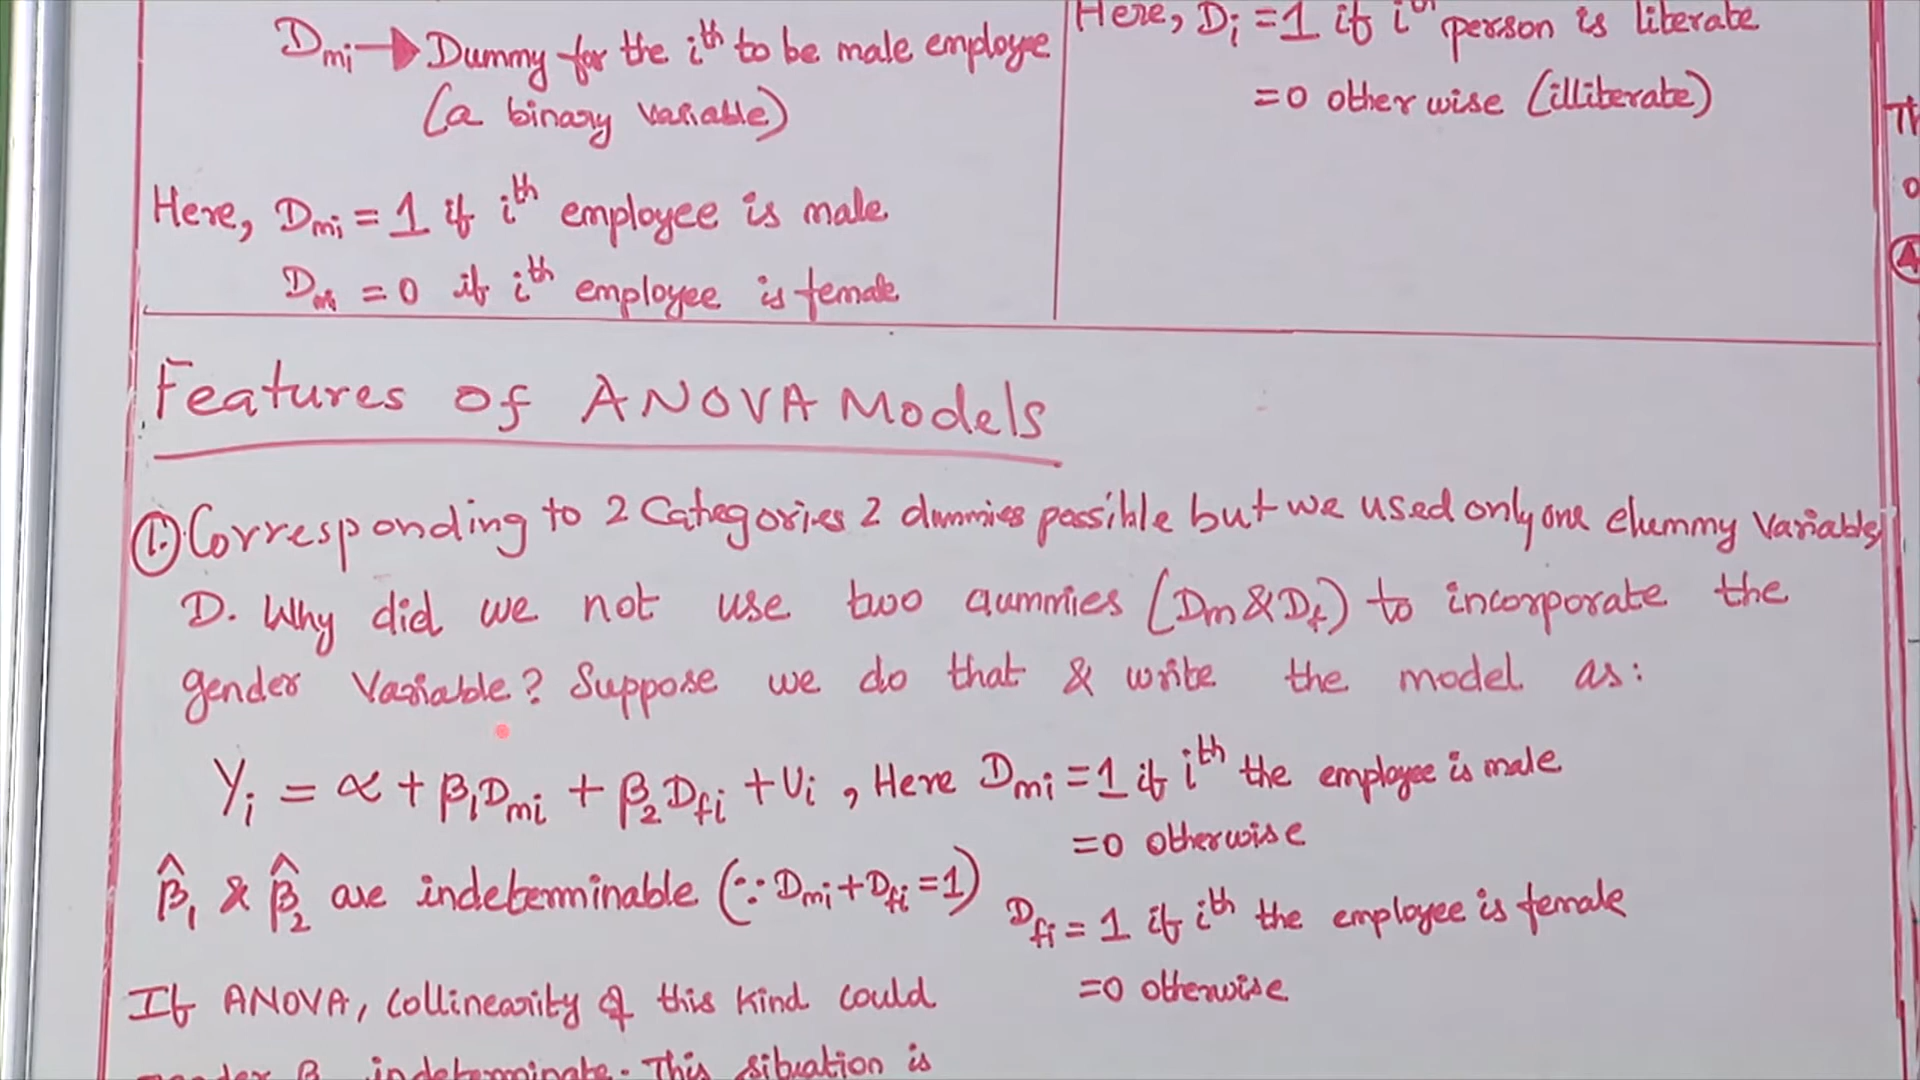 Dmi → Dummy for the ith to be male employe
(a binary variable)
Here, Dmi = 1 if ith employee is male
Dmi = 0 if ith employee is female
Here, Di = 1 if ith person is literate
= 0 otherwise (illiterate)
Features of ANOVA Models
① Corresponding to 2 Categories 2 dummies possible but we used only one dummy variable
D. Why did we not use two dummies (Dm & Df) to incorporate the
gender variable? Suppose we do that & write the model as:
Yi = α + β1Dmi + β2Dfi + Ui , Here Dmi = 1 if ith the employee is male
= 0 otherwise
β̂1 & β̂2 are indeterminable (∵ Dmi + Dfi = 1)
Dfi = 1 if ith the employee is female
= 0 otherwise
If ANOVA, Collinearity of this kind could
indeterminate. This situation is